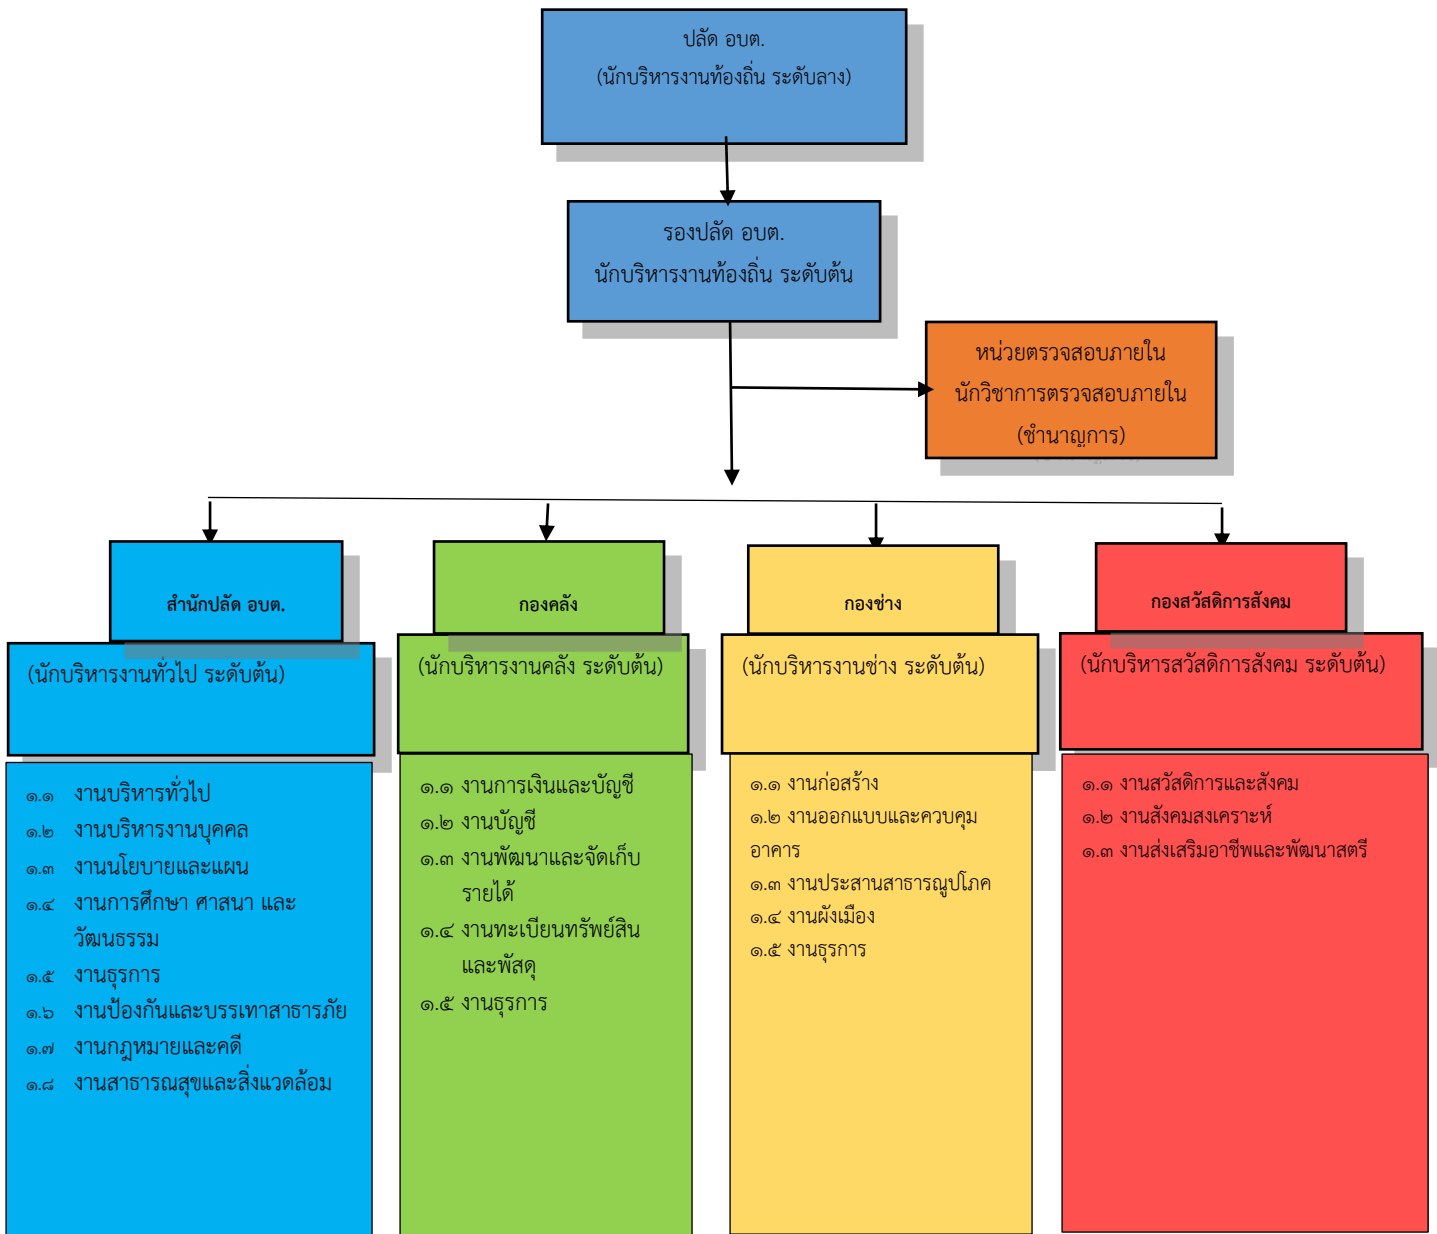 ปลัด อบต.
(นักบริหารงานท้องถิ่น ระดับลาง)
รองปลัด อบต.
นักบริหารงานท้องถิ่น ระดับต้น
หน่วยตรวจสอบภายใน
นักวิชาการตรวจสอบภายใน
(ชำนาญการ)
สำนักปลัด อบต.
(นักบริหารงานทั่วไป ระดับต้น)
๑.๑ งานบริหารทั่วไป
๑.๒ งานบริหารงานบุคคล
๑.๓ งานนโยบายและแผน
๑.๔ งานการศึกษา ศาสนา และ
วัฒนธรรม
๑.๕ งานธุรการ
๑.๖ งานป้องกันและบรรเทาสาธารภัย
๑.๗ งานกฎหมายและคดี
๑.๘ งานสาธารณสุขและสิ่งแวดล้อม
กองคลัง
(นักบริหารงานคลัง ระดับต้น)
๑.๑ งานการเงินและบัญชี
๑.๒ งานบัญชี
๑.๓ งานพัฒนาและจัดเก็บ
รายได้
๑.๔ งานทะเบียนทรัพย์สิน
และพัสดุ
๑.๕ งานธุรการ
กองช่าง
(นักบริหารงานช่าง ระดับต้น)
๑.๑ งานก่อสร้าง
๑.๒ งานออกแบบและควบคุม
อาคาร
๑.๓ งานประสานสาธารณูปโภค
๑.๔ งานผังเมือง
๑.๕ งานธุรการ
กองสวัสดิการสังคม
(นักบริหารสวัสดิการสังคม ระดับต้น)
๑.๑ งานสวัสดิการและสังคม
๑.๒ งานสังคมสงเคราะห์
๑.๓ งานส่งเสริมอาชีพและพัฒนาสตรี